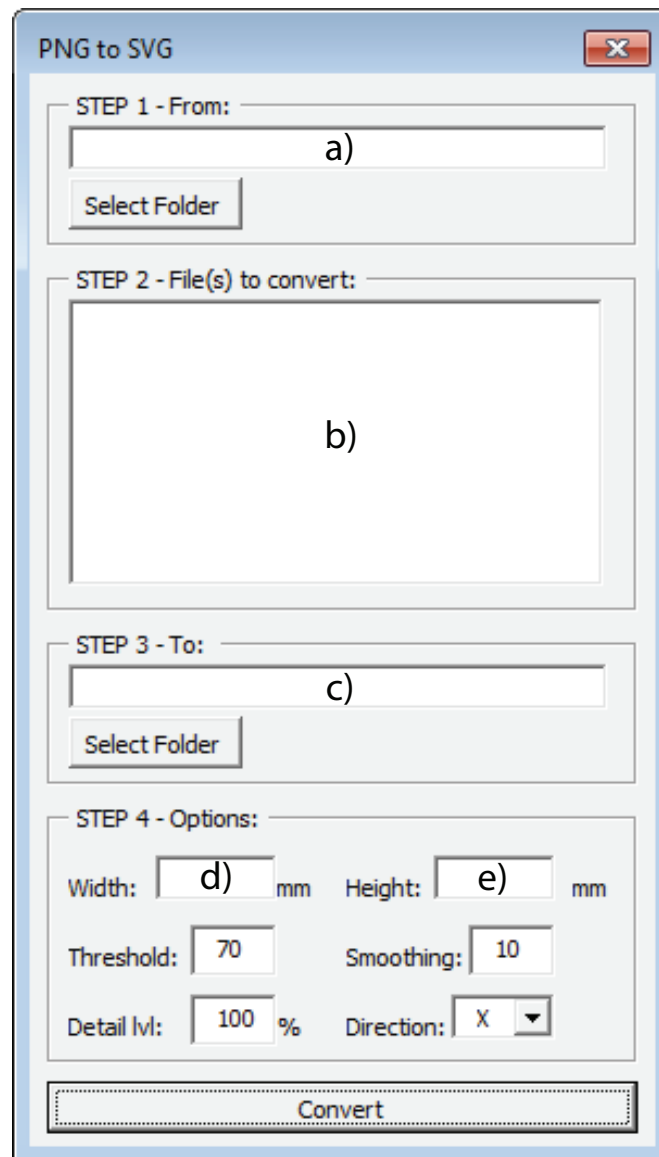 PNG to SVG
STEP 1 - From:
a)
Select Folder
STEP 2 - File(s) to convert:
b)
STEP 3 - To:
c)
Select Folder
STEP 4 - Options:
Width: d) mm Height: e) mm
Threshold: 70 Smoothing: 10
Detail lvl: 100 % Direction: X
Convert